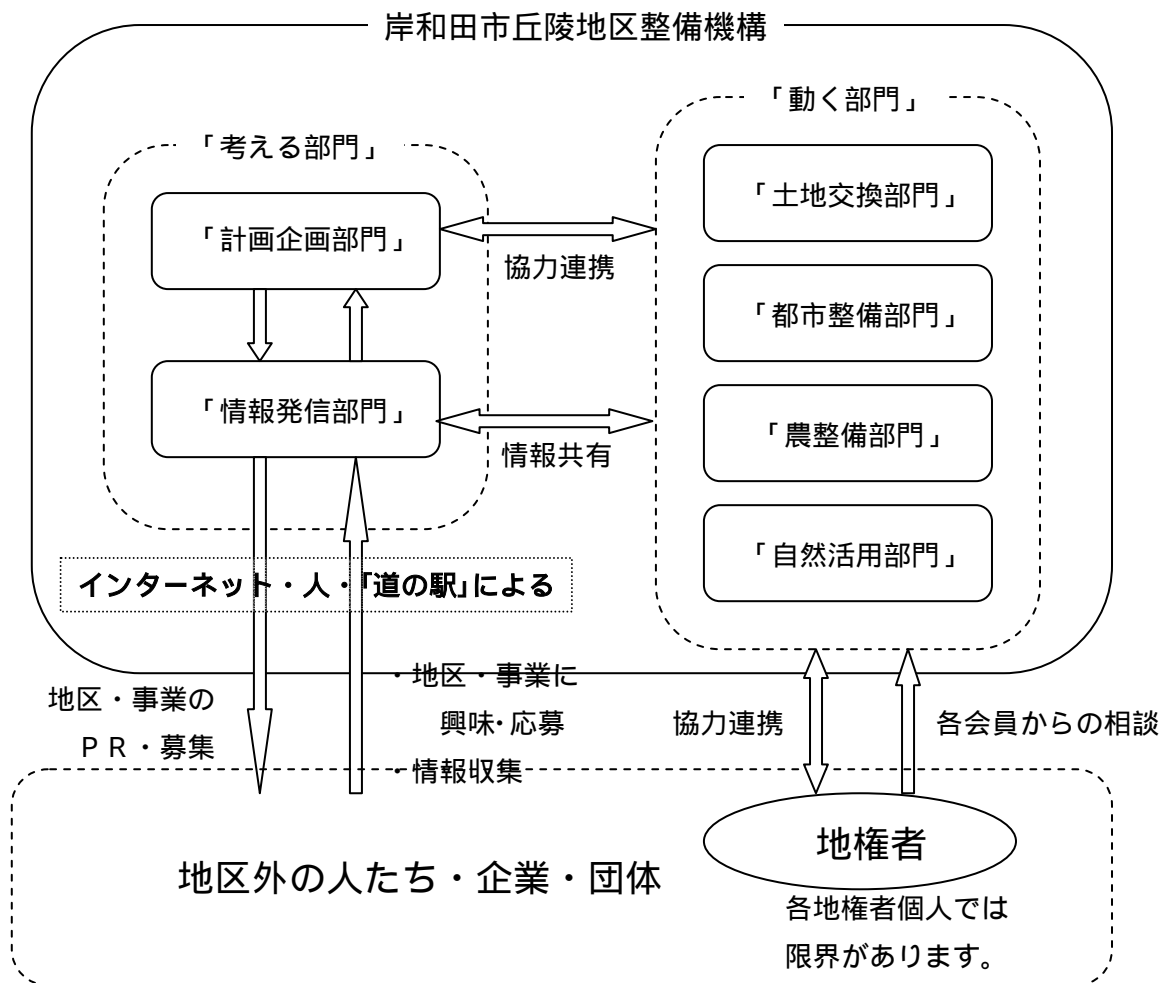 岸和田市丘陵地区整備機構
「動く部門」
「考える部門」
「土地交換部門」
「計画企画部門」
協力連携
「都市整備部門」
「情報発信部門」
「農整備部門」
情報共有
「自然活用部門」
インターネット・人・「道の駅」による
・地区・事業に
興味・応募
・情報収集
地区・事業の
ＰＲ・募集
協力連携
各会員からの相談
地権者
地区外の人たち・企業・団体
各地権者個人では
限界があります。